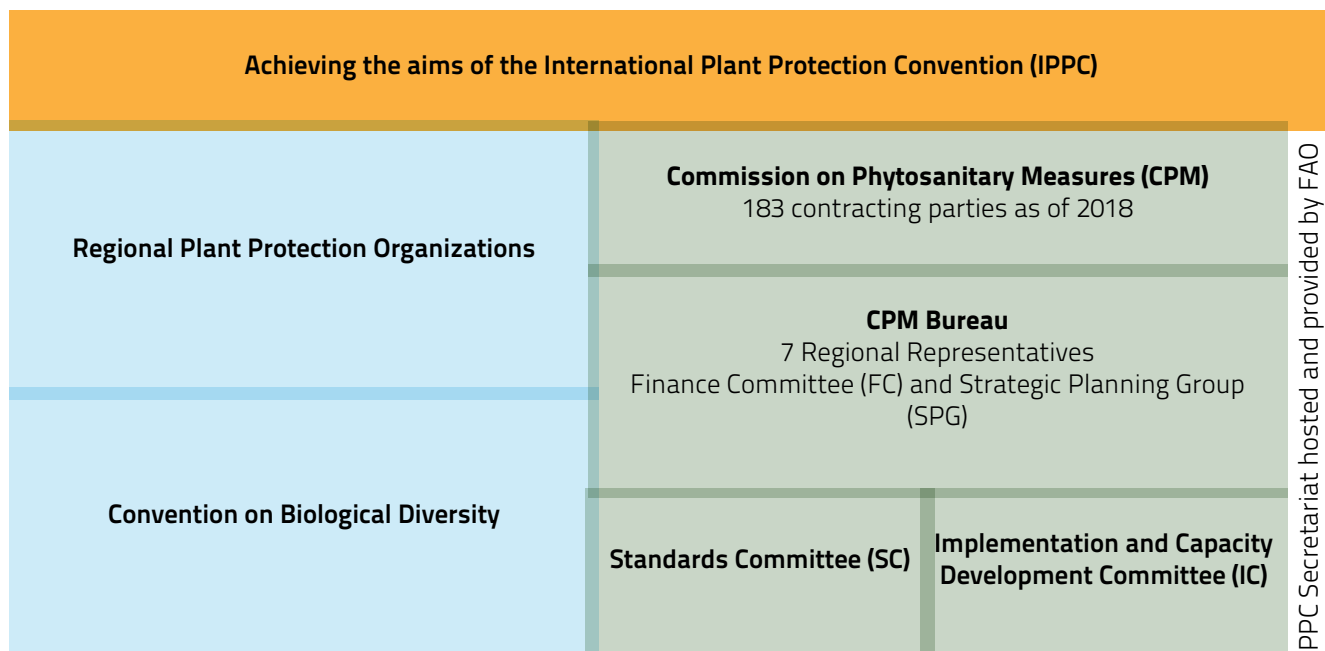 Achieving the aims of the International Plant Protection Convention (IPPC)
Regional Plant Protection Organizations
Convention on Biological Diversity
Commission on Phytosanitary Measures (CPM)
183 contracting parties as of 2018
CPM Bureau
7 Regional Representatives
Finance Committee (FC) and Strategic Planning Group
(SPG)
Standards Committee (SC)
Implementation and Capacity
Development Committee (IC)
PPC Secretariat hosted and provided by FAO